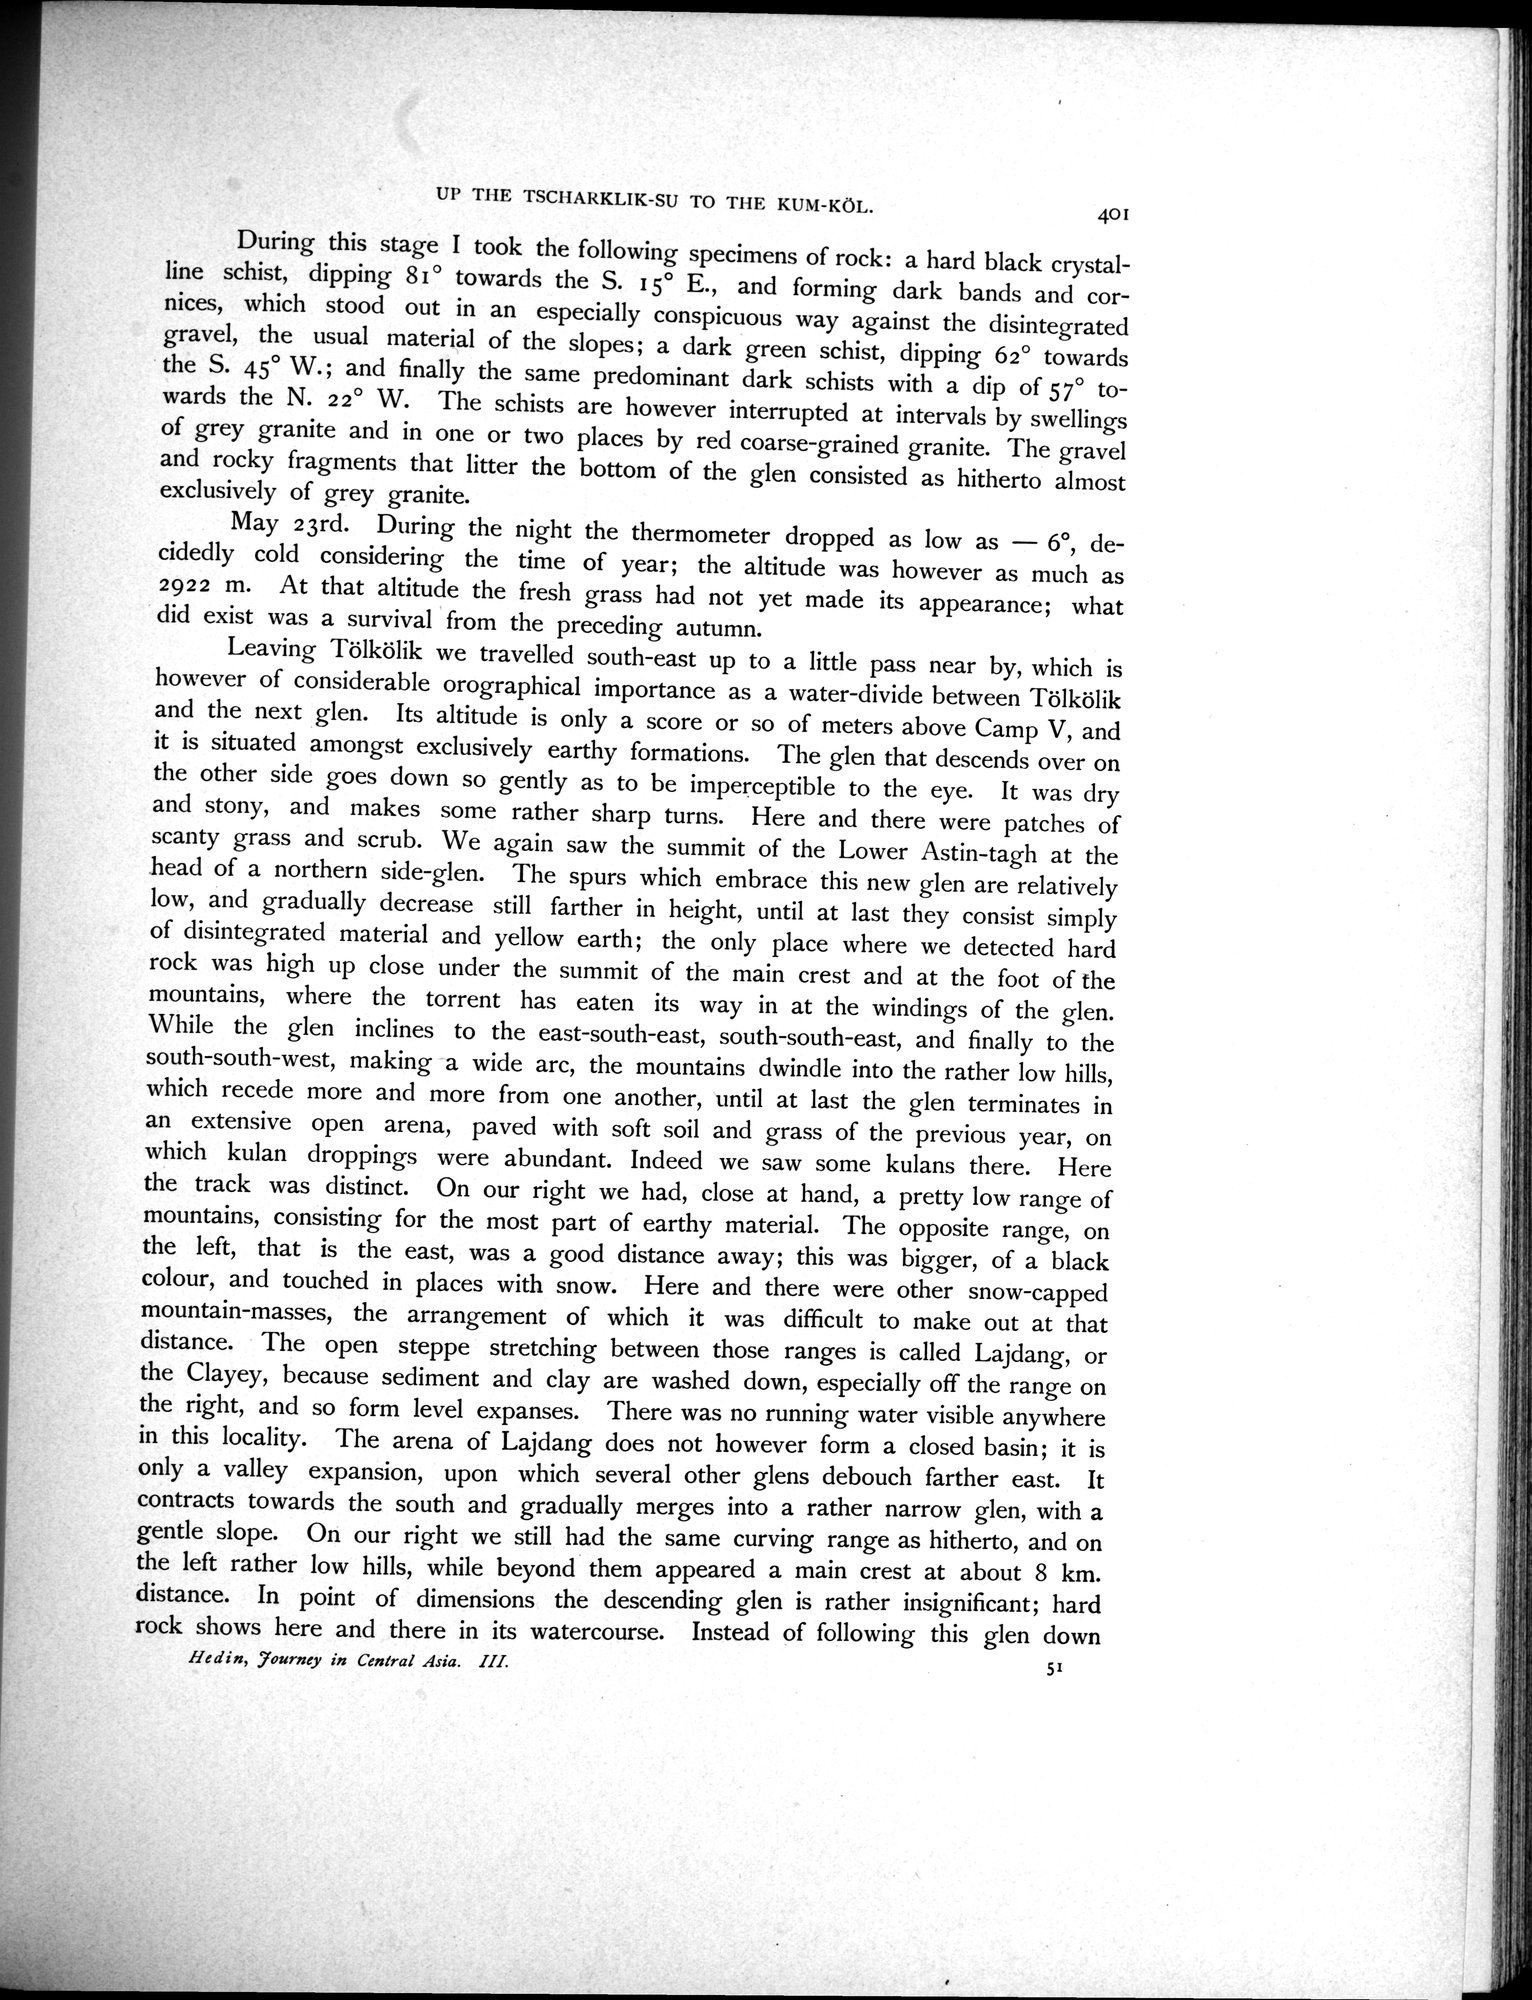 UP THE TSCHARKLIK-SU TO THE KUM-KÖL.
401
During this stage I took the following specimens of rock: a hard black crystal-
line schist, dipping 81° towards the S. 15° E., and forming dark bands and cor-
nices, which stood out in an especially conspicuous way against the disintegrated
gravel, the usual material of the slopes; a dark green schist, dipping 62° towards
the S. 45° W.; and finally the same predominant dark schists with a dip of 57° to-
wards the N. 22° W. The schists are however interrupted at intervals by swellings
of grey granite and in one or two places by red coarse-grained granite. The gravel
and rocky fragments that litter the bottom of the glen consisted as hitherto almost
exclusively of grey granite.
May 23rd. During the night the thermometer dropped as low as — 6°, de-
cidedly cold considering the time of year; the altitude was however as much as
2922 m. At that altitude the fresh grass had not yet made its appearance; what
did exist was a survival from the preceding autumn.
Leaving Tölkölik we travelled south-east up to a little pass near by, which is
however of considerable orographical importance as a water-divide between Tölkölik
and the next glen. Its altitude is only a score or so of meters above Camp V, and
it is situated amongst exclusively earthy formations. The glen that descends over on
the other side goes down so gently as to be imperceptible to the eye. It was dry
and stony, and makes some rather sharp turns. Here and there were patches of
scanty grass and scrub. We again saw the summit of the Lower Astin-tagh at the
head of a northern side-glen. The spurs which embrace this new glen are relatively
low, and gradually decrease still farther in height, until at last they consist simply
of disintegrated material and yellow earth; the only place where we detected hard
rock was high up close under the summit of the main crest and at the foot of the
mountains, where the torrent has eaten its way in at the windings of the glen.
While the glen inclines to the east-south-east, south-south-east, and finally to the
south-south-west, making a wide arc, the mountains dwindle into the rather low hills,
which recede more and more from one another, until at last the glen terminates in
an extensive open arena, paved with soft soil and grass of the previous year, on
which kulan droppings were abundant. Indeed we saw some kulans there. Here
the track was distinct. On our right we had, close at hand, a pretty low range of
mountains, consisting for the most part of earthy material. The opposite range, on
the left, that is the east, was a good distance away; this was bigger, of a black
colour, and touched in places with snow. Here and there were other snow-capped
mountain-masses, the arrangement of which it was difficult to make out at that
distance. The open steppe stretching between those ranges is called Lajdang, or
the Clayey, because sediment and clay are washed down, especially off the range on
the right, and so form level expanses. There was no running water visible anywhere
in this locality. The arena of Lajdang does not however form a closed basin; it is
only a valley expansion, upon which several other glens debouch farther east. It
contracts towards the south and gradually merges into a rather narrow glen, with a
gentle slope. On our right we still had the same curving range as hitherto, and on
the left rather low hills, while beyond them appeared a main crest at about 8 km.
distance. In point of dimensions the descending glen is rather insignificant; hard
rock shows here and there in its watercourse. Instead of following this glen down
Hedin, Journey in Central Asia. III.
51